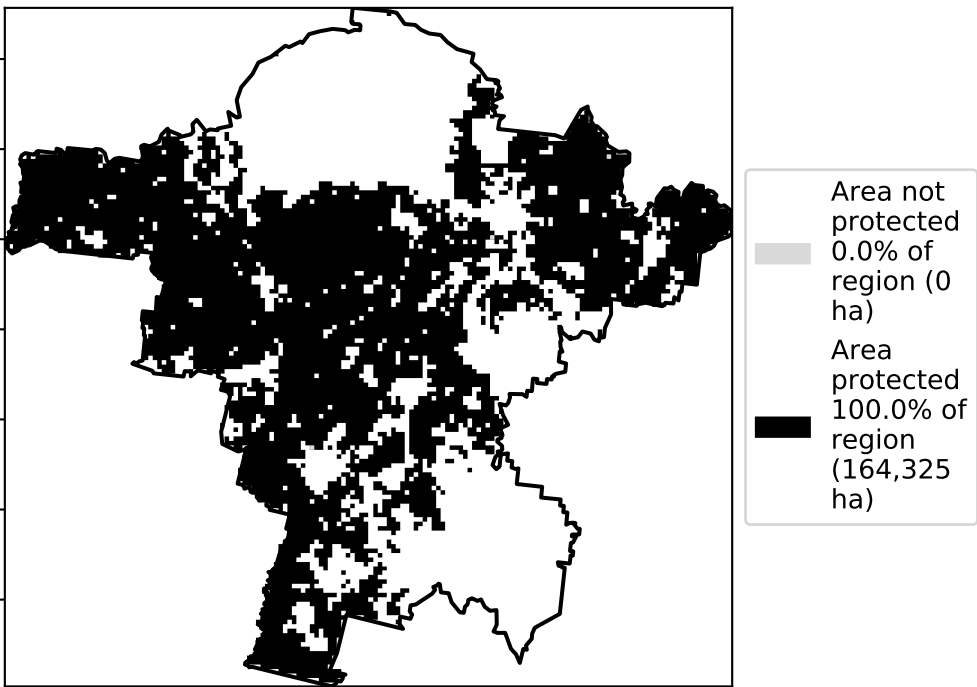 Area not
protected
0.0% of
region (0
ha)
Area
protected
100.0% of
region
(164,325
ha)